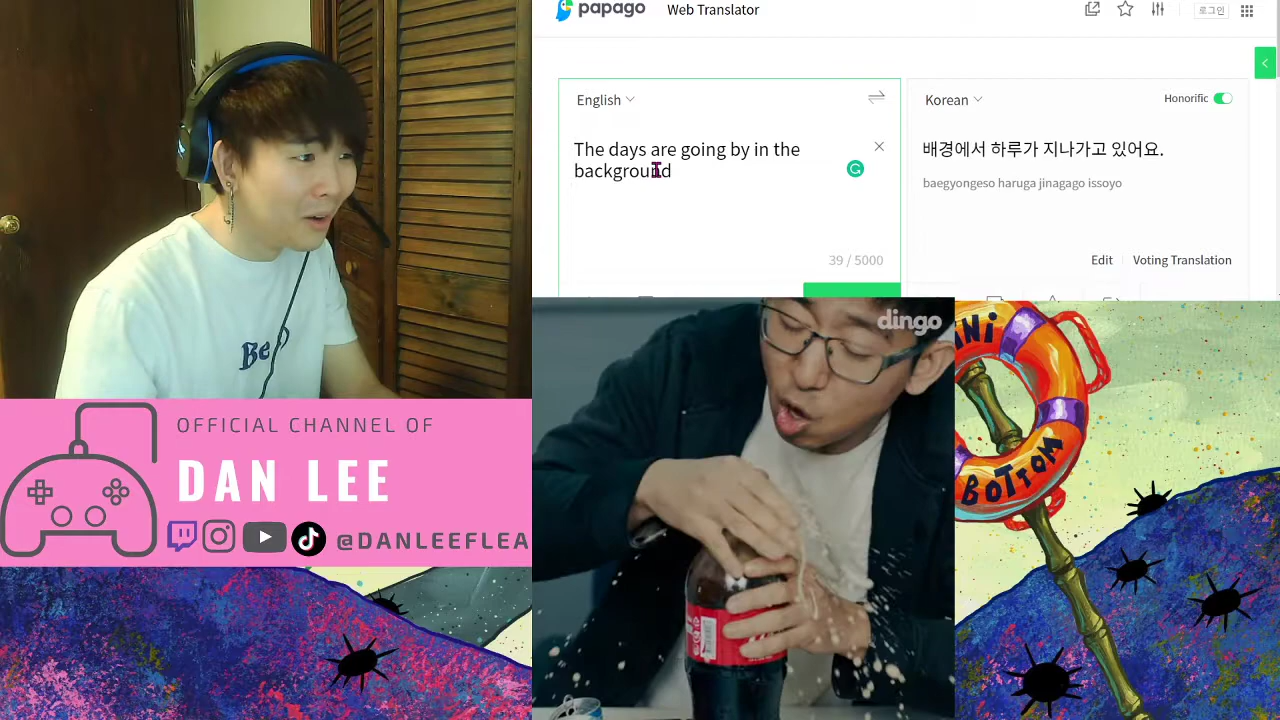 papago
Web Translator
로그인
English
The days are going by in the
background
39 / 5000
Korean
Honorific
배경에서 하루가 지나가고 있어요.
baegyongeso haruga jinagago issoyo
Edit
Voting Translation
dingo
BOTTOM
OFFICIAL CHANNEL OF
DAN LEE
@DANLEEFLEA